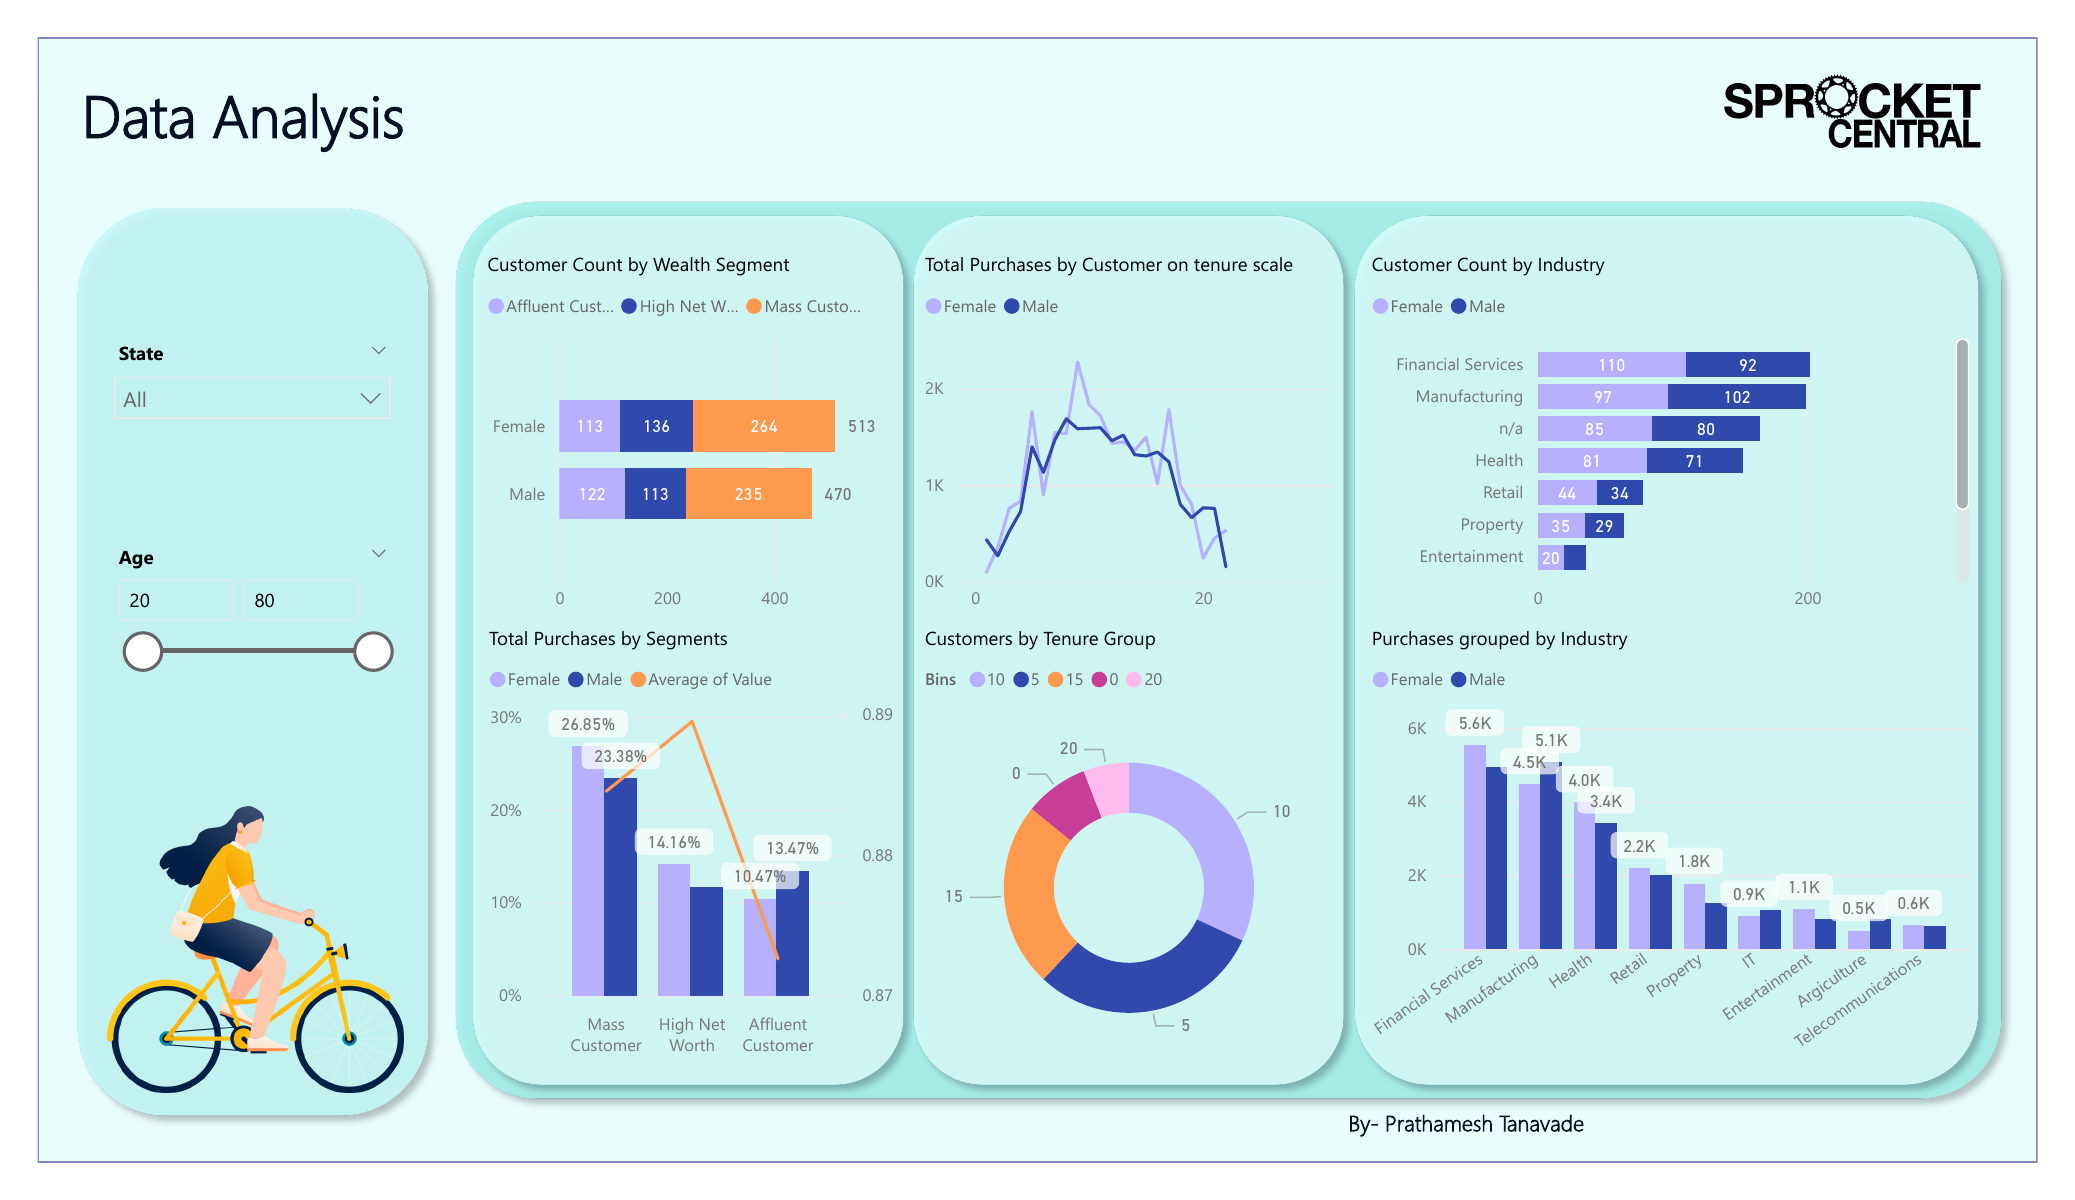 Data Analysis
SPROCKET
CENTRAL
State
All
Age
20 80
Customer Count by Wealth Segment
Affluent Cust... High Net W... Mass Custo...
Female 113 136 264 513
Male 122 113 235 470
0 200 400
Total Purchases by Segments
Female Male Average of Value
30% 0.89
26.85%
23.38%
20%
14.16% 13.47% 0.88
10.47%
10%
0% 0.87
Mass High Net Affluent
Customer Worth Customer
Total Purchases by Customer on tenure scale
Female Male
2K
1K
0K
0 20
Customers by Tenure Group
Bins 10 5 15 0 20
20
0
10
15
5
Customer Count by Industry
Female Male
Financial Services 110 92
Manufacturing 97 102
n/a 85 80
Health 81 71
Retail 44 34
Property 35 29
Entertainment 20
0 200
Purchases grouped by Industry
Female Male
6K 5.6K
5.1K
4.5K
4.0K
4K 3.4K
2.2K
1.8K
2K
0.9K 1.1K 0.5K 0.6K
0K
Financial Services Manufacturing Health Retail Property IT Entertainment Argiculture Telecommunications
By- Prathamesh Tanavade